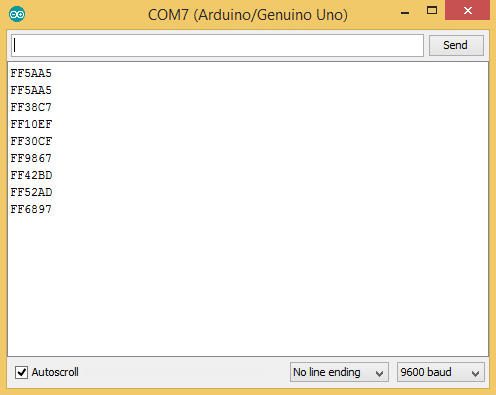 COM7 (Arduino/Genuino Uno)
Send
FF5AA5
FF5AA5
FF38C7
FF10EF
FF30CF
FF9867
FF42BD
FF52AD
FF6897
Autoscroll
No line ending
9600 baud